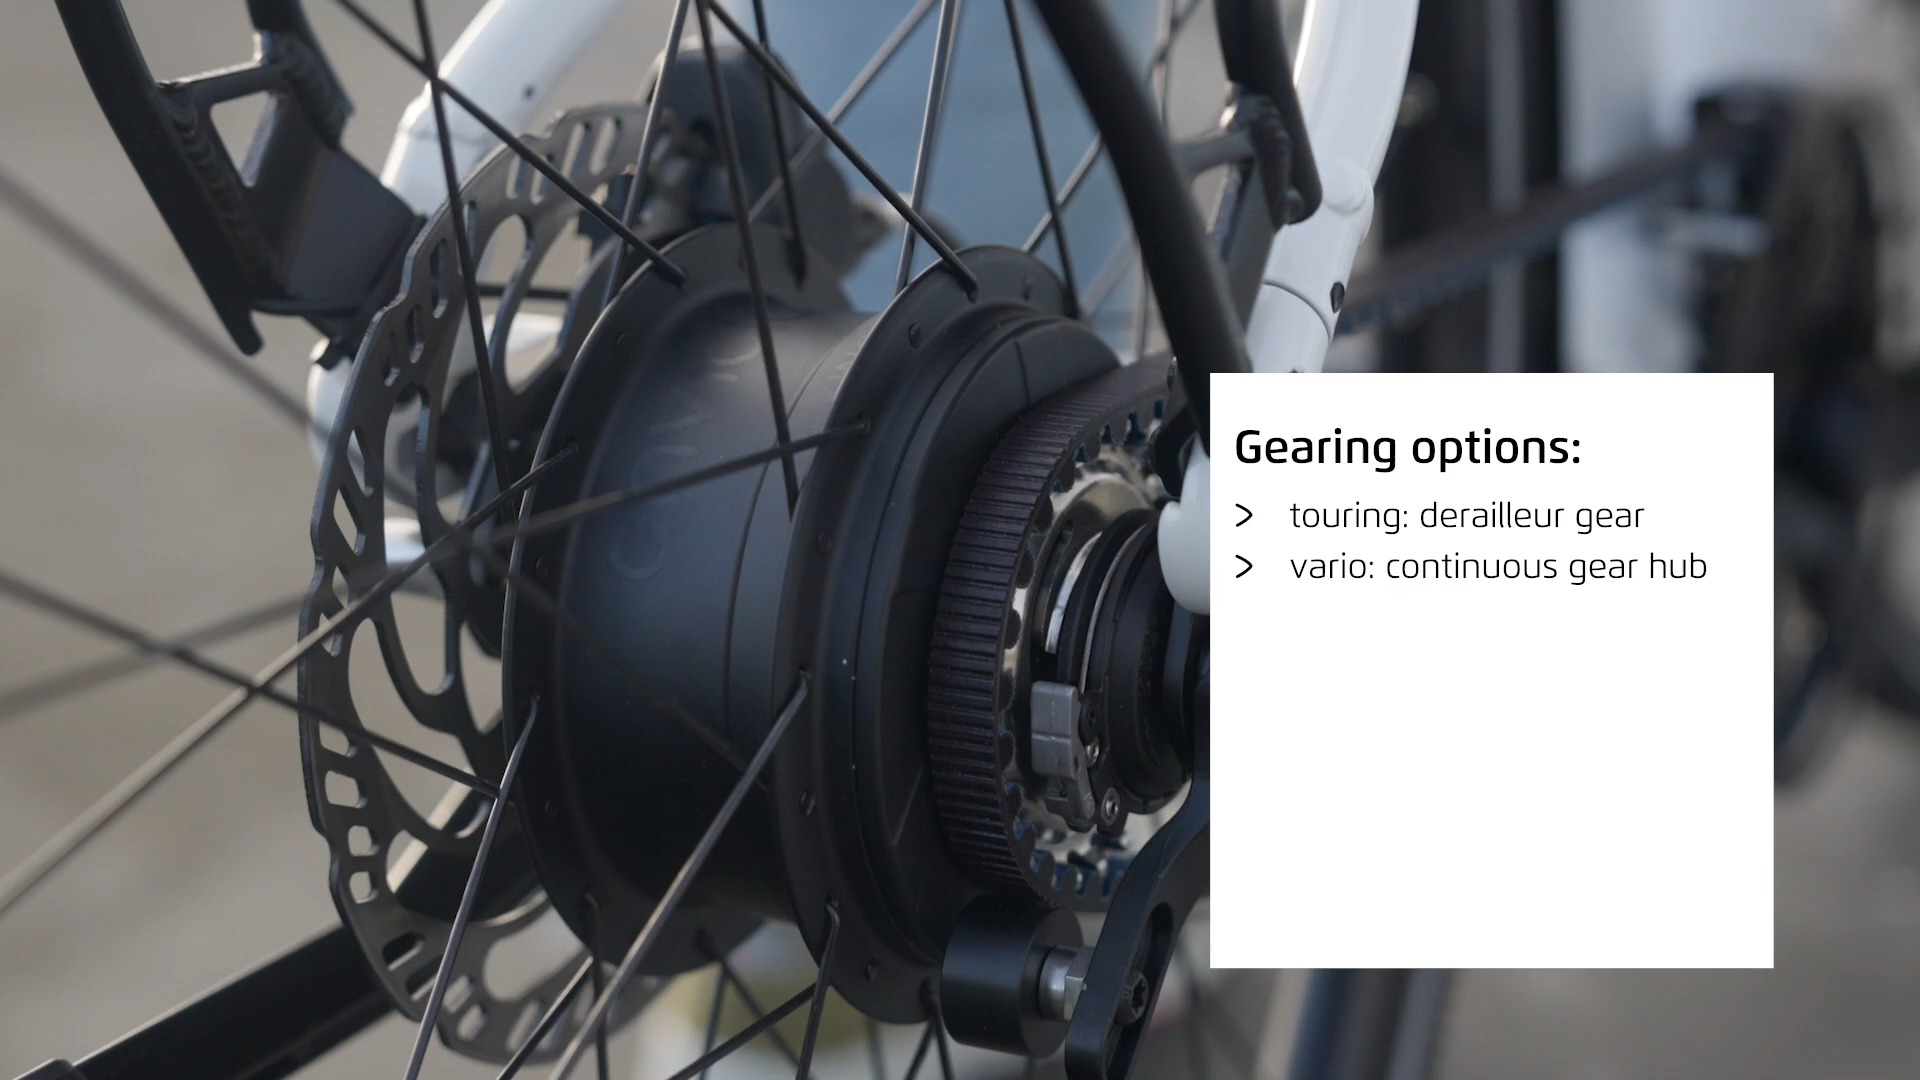 Gearing options:
> touring: derailleur gear
> vario: continuous gear hub